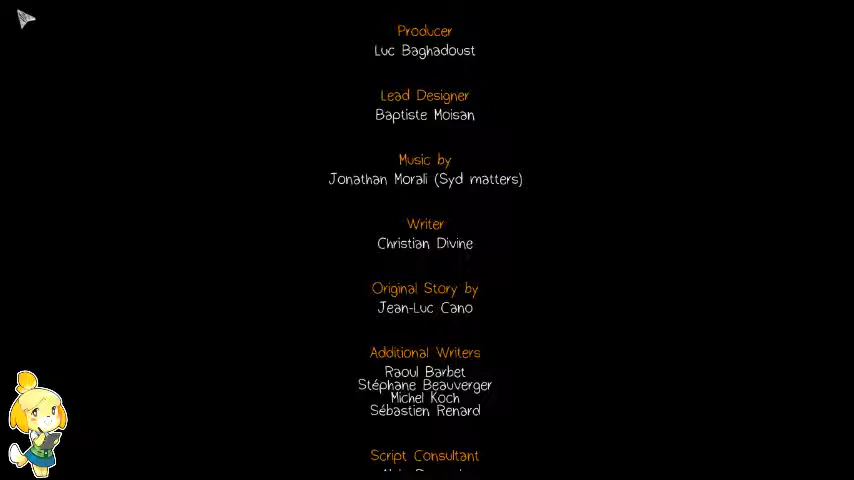 Producer
Luc Baghadoust
Lead Designer
Baptiste Moisan
Music by
Jonathan Morali (Syd matters)
Writer
Christian Divine
Original Story by
Jean-Luc Cano
Additional Writers
Raoul Barbet
Stéphane Beauverger
Michel Koch
Sébastien Renard
Script Consultant